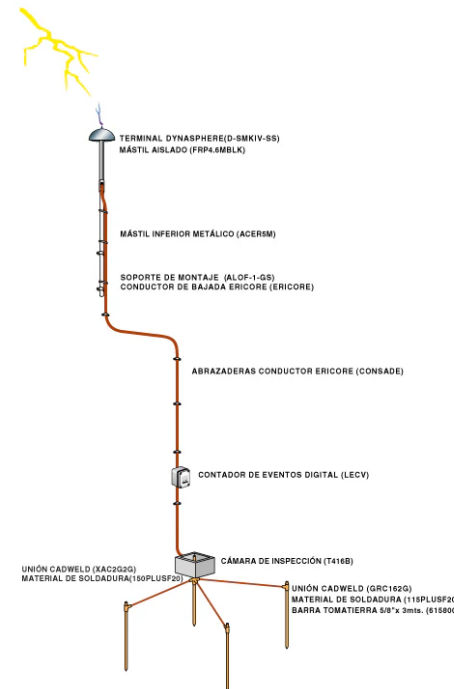 TERMINAL DYNASPHERE(D-SMKIV-SS)
MÁSTIL AISLADO (FRP4.6MBLK)
MÁSTIL INFERIOR METÁLICO (ACER5M)
SOPORTE DE MONTAJE (ALOF-1-GS)
CONDUCTOR DE BAJADA ERICORE (ERICORE)
ABRAZADERAS CONDUCTOR ERICORE (CONSADE)
CONTADOR DE EVENTOS DIGITAL (LECV)
CÁMARA DE INSPECCIÓN (T416B)
UNIÓN CADWELD (XAC2G2G)
MATERIAL DE SOLDADURA(150PLUSF20)
UNIÓN CADWELD (GRC162G)
MATERIAL DE SOLDADURA (115PLUSF20
BARRA TOMATIERRA 5/8"x 3mts. (615800